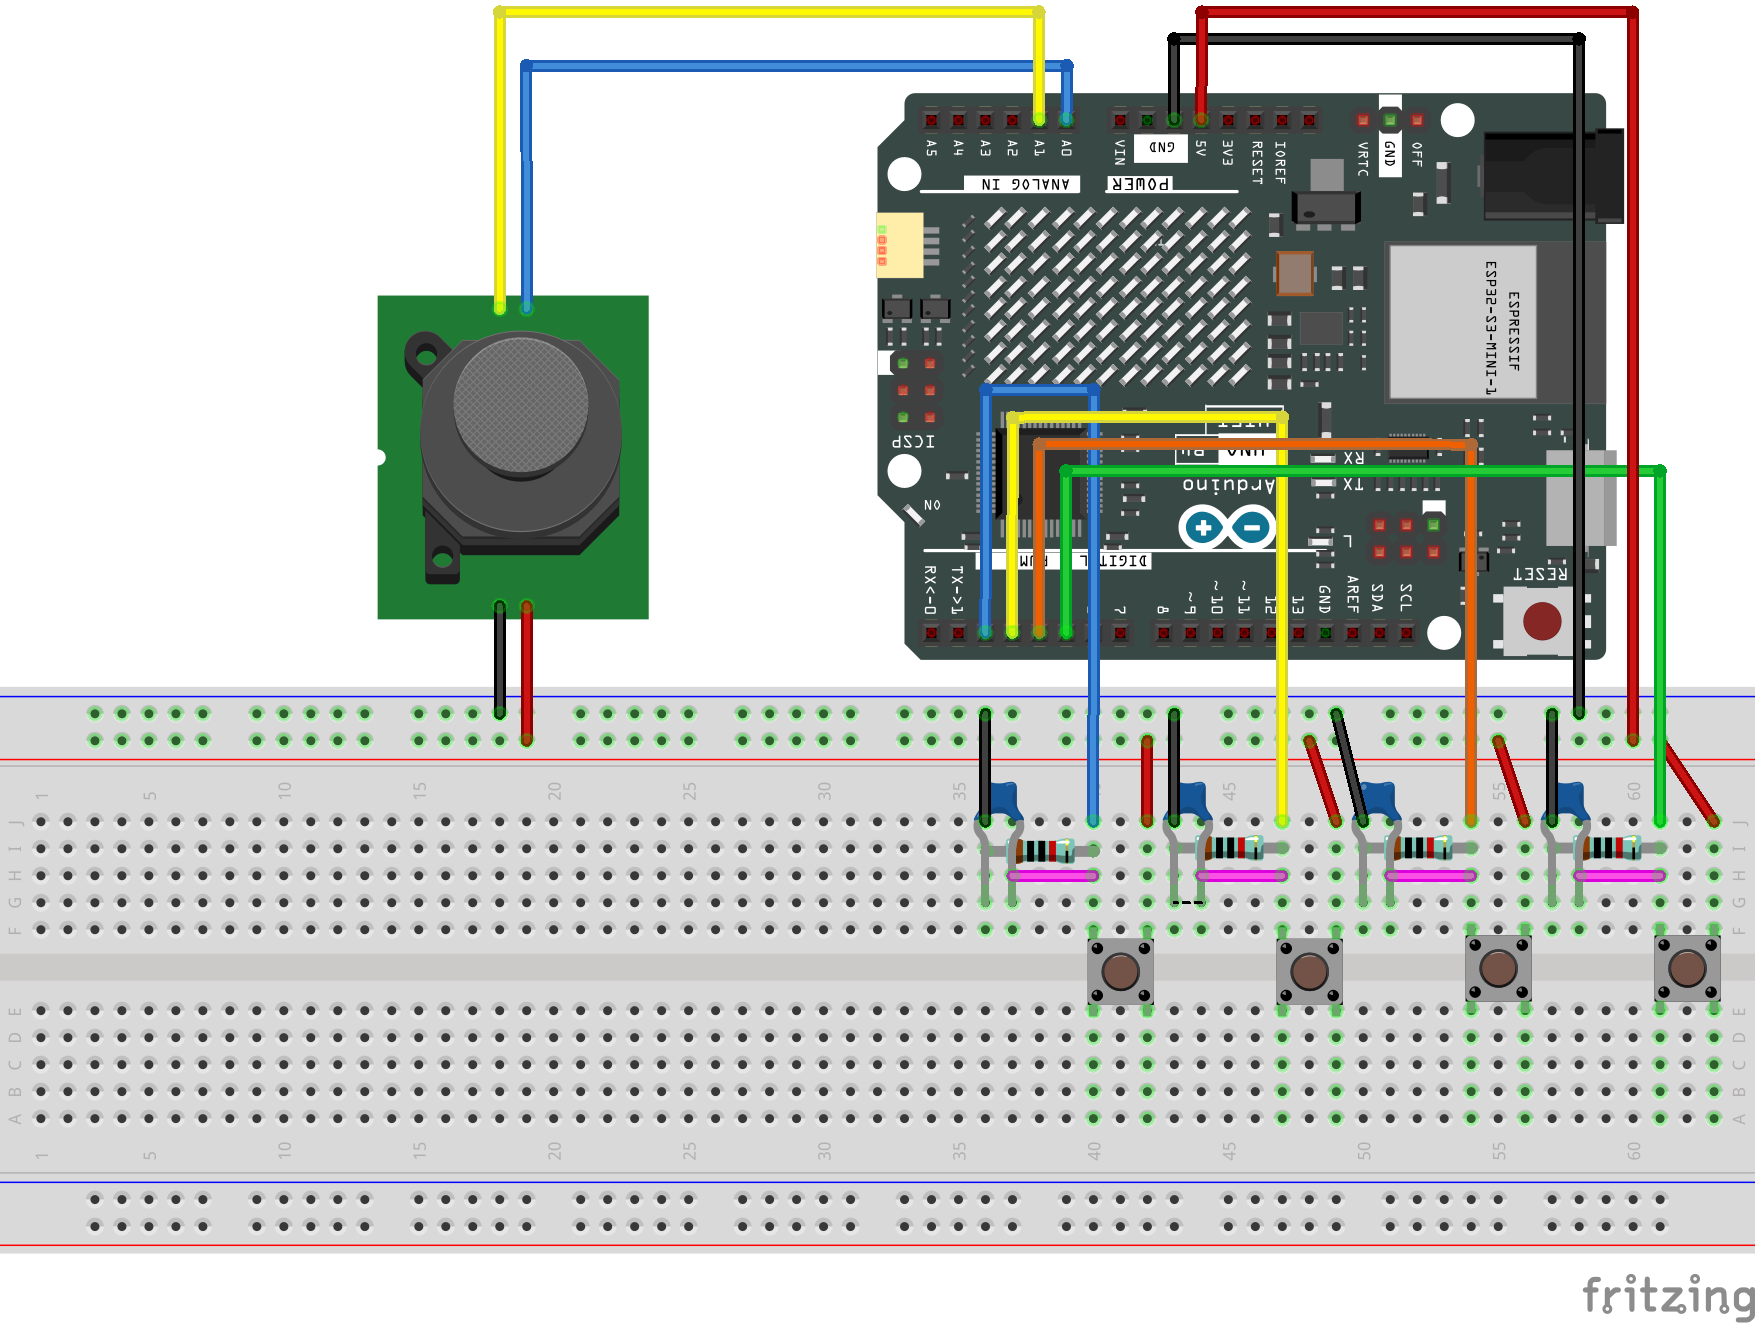 A5 A4 A3 A2 A1 A0 VIN GND 5V 3V3 RESET IOREF VRTC GND OFF
ANALOG IN POWER
ESP32-S3-MINI-1
ESPRESSIF
ICSP
WIFI
UNO
RX
TX
Arduino
ON
L
DIGITAL
RESET
RX<-0 TX->1 7 8 ~9 ~10 ~11 12 13 GND AREF SDA SCL
1 5 10 15 20 25 30 35 45 55 60
J J
I I
H H
G G
F F
E E
D D
C C
B B
A A
1 5 10 15 20 25 30 35 40 45 50 55 60
fritzing